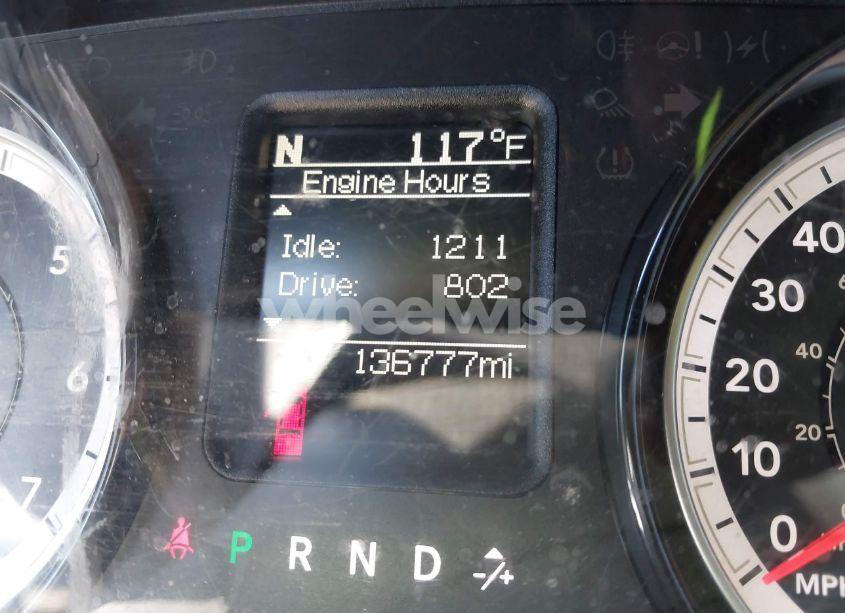 N 117°F
Engine Hours
Idle: 1211
Drive: 802
wheelwise
136777mi
P R N D -/+
5
6
7
40
30
20
10
0
MPH
40
20